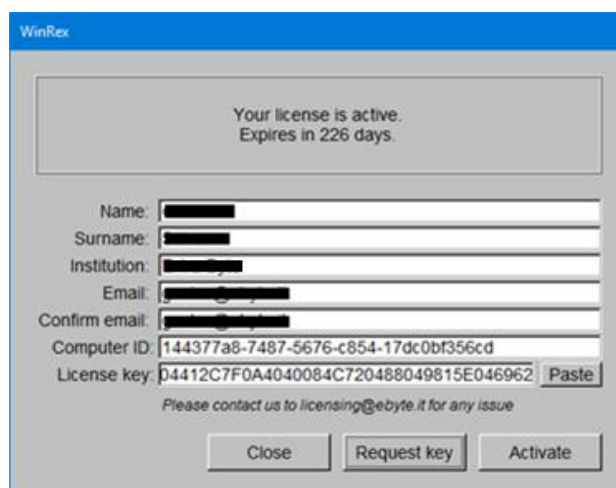 WinRex
Your license is active.
Expires in 226 days.
Name:
Surname:
Institution:
Email:
Confirm email:
Computer ID: 144377a8-7487-5676-c854-17dc0bf356cd
License key: 04412C7F0A4040084C720488049815E046962 Paste
Please contact us to licensing@ebyte.it for any issue
Close Request key Activate